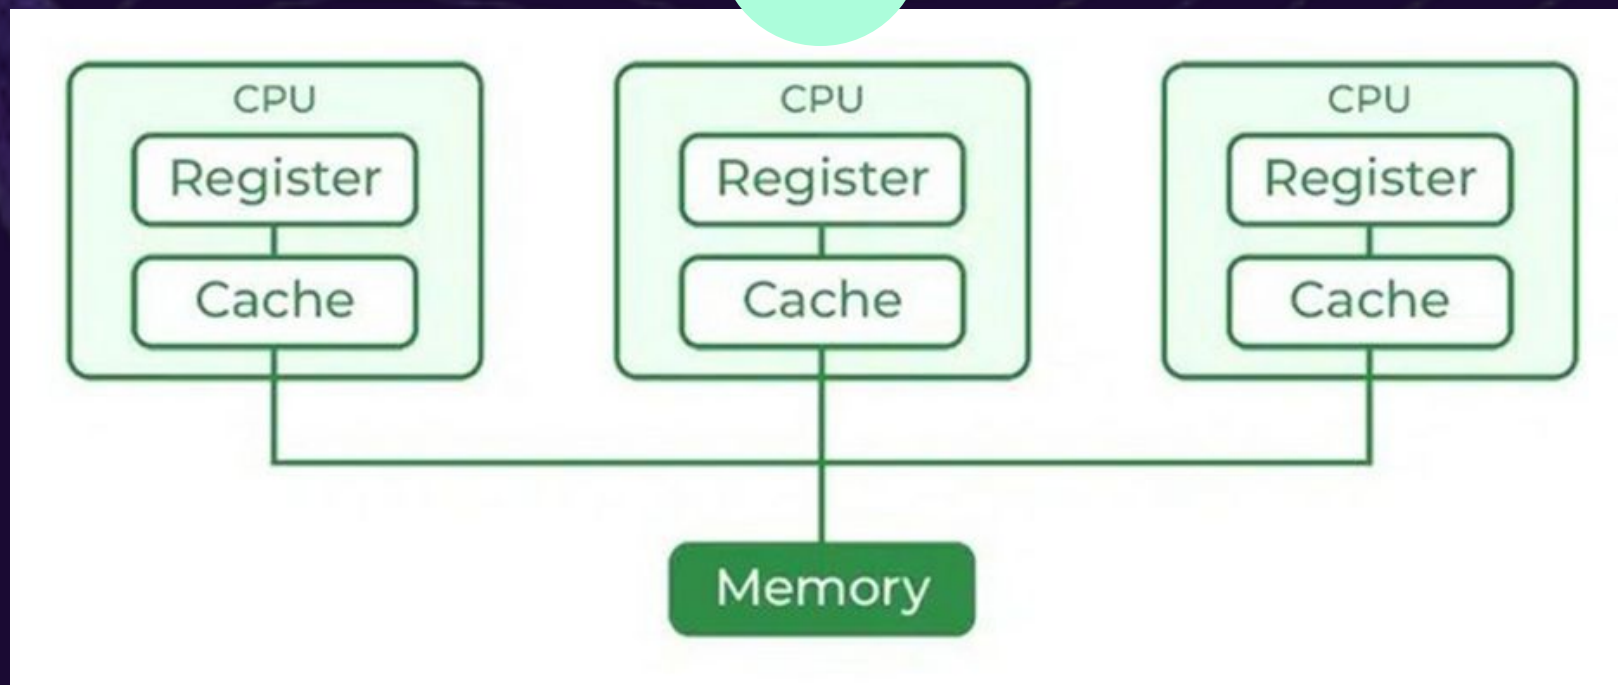 CPU
Register
Cache
CPU
Register
Cache
CPU
Register
Cache
Memory